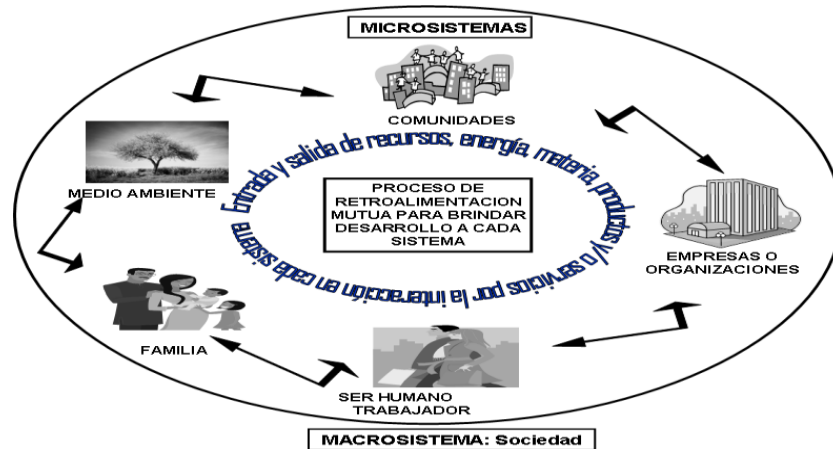 MICROSISTEMAS
COMUNIDADES
MEDIO AMBIENTE
Entrada y salida de recursos, energía, materia, productos y/o servicios por la interacción en cada sistema
PROCESO DE
RETROALIMENTACION
MUTUA PARA BRINDAR
DESARROLLO A CADA
SISTEMA
EMPRESAS O
ORGANIZACIONES
FAMILIA
SER HUMANO
TRABAJADOR
MACROSISTEMA: Sociedad